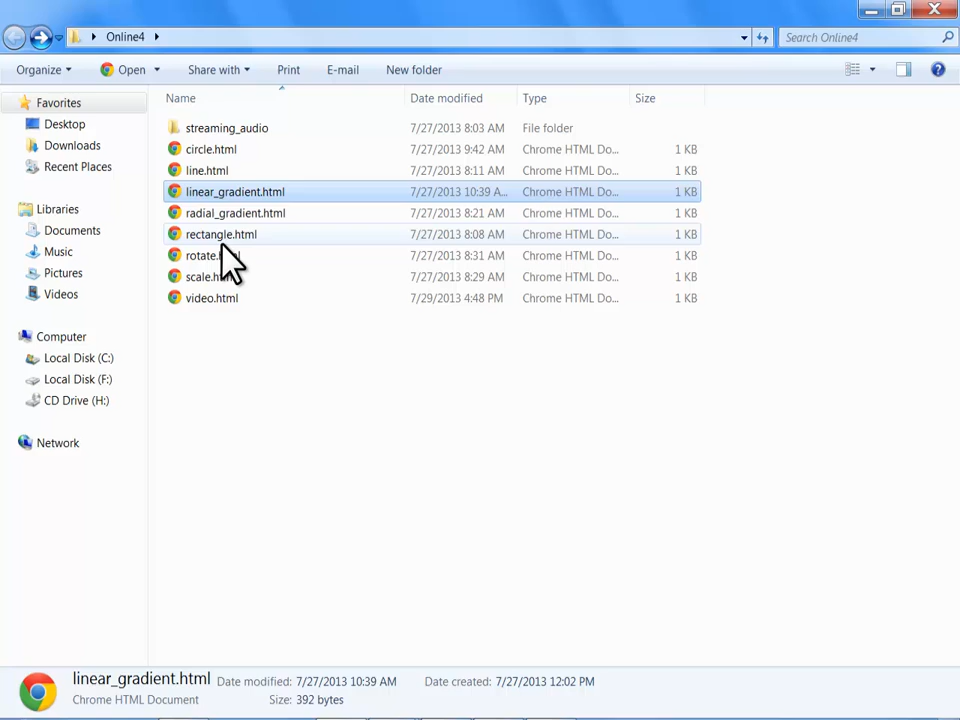 Online4
Search Online4
Organize Open Share with Print E-mail New folder
Name Date modified Type Size
Favorites
Desktop
Downloads
Recent Places
Libraries
Documents
Music
Pictures
Videos
Computer
Local Disk (C:)
Local Disk (F:)
CD Drive (H:)
Network
streaming_audio 7/27/2013 8:03 AM File folder
circle.html 7/27/2013 9:42 AM Chrome HTML Do... 1 KB
line.html 7/27/2013 8:11 AM Chrome HTML Do... 1 KB
linear_gradient.html 7/27/2013 10:39 A... Chrome HTML Do... 1 KB
radial_gradient.html 7/27/2013 8:21 AM Chrome HTML Do... 1 KB
rectangle.html 7/27/2013 8:08 AM Chrome HTML Do... 1 KB
7/27/2013 8:31 AM Chrome HTML Do... 1 KB
7/27/2013 8:29 AM Chrome HTML Do... 1 KB
video.html 7/29/2013 4:48 PM Chrome HTML Do... 1 KB
linear_gradient.html Date modified: 7/27/2013 10:39 AM Date created: 7/27/2013 12:02 PM
Chrome HTML Document Size: 392 bytes